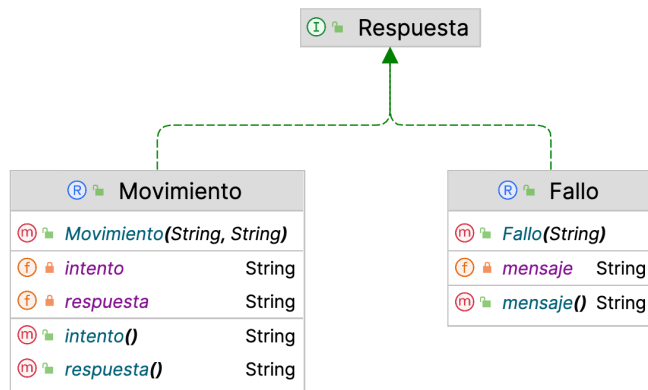 Respuesta
Movimiento
Movimiento(String, String)
intento String
respuesta String
intento() String
respuesta() String
Fallo
Fallo(String)
mensaje String
mensaje() String